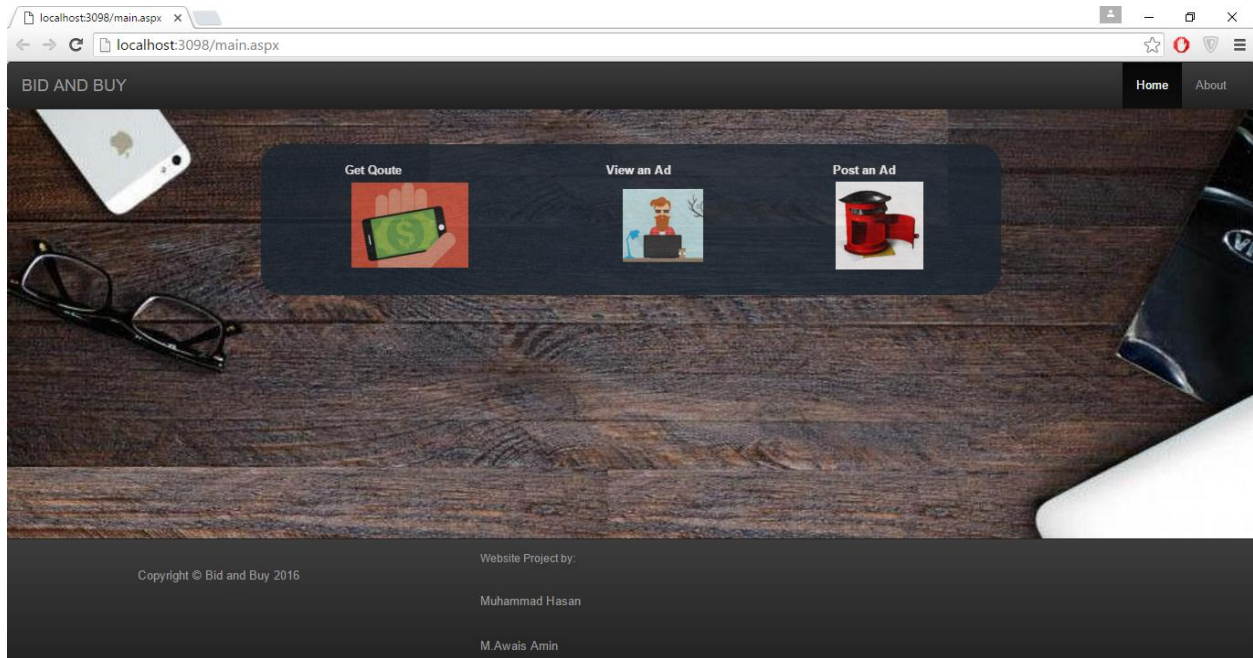 localhost:3098/main.aspx
localhost:3098/main.aspx
BID AND BUY
Home
About
Get Qoute
View an Ad
Post an Ad
Copyright © Bid and Buy 2016
Website Project by:
Muhammad Hasan
M.Awais Amin